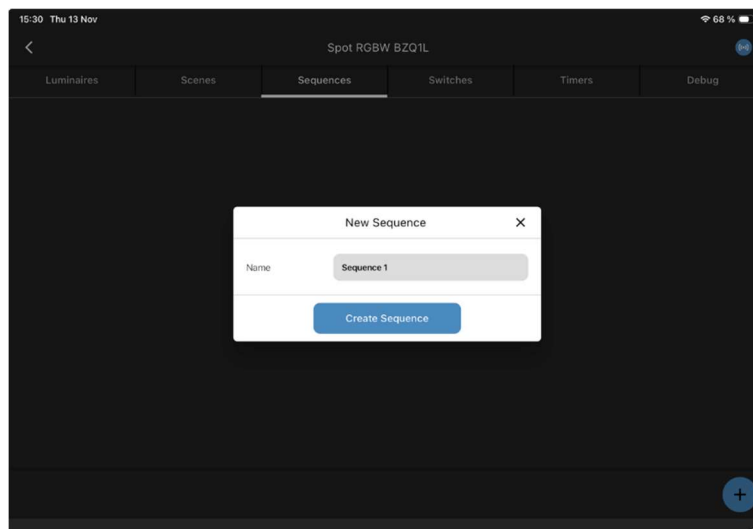 15:30 Thu 13 Nov 68 %
Spot RGBW BZQ1L
Luminaires Scenes Sequences Switches Timers Debug
New Sequence
Name Sequence 1
Create Sequence